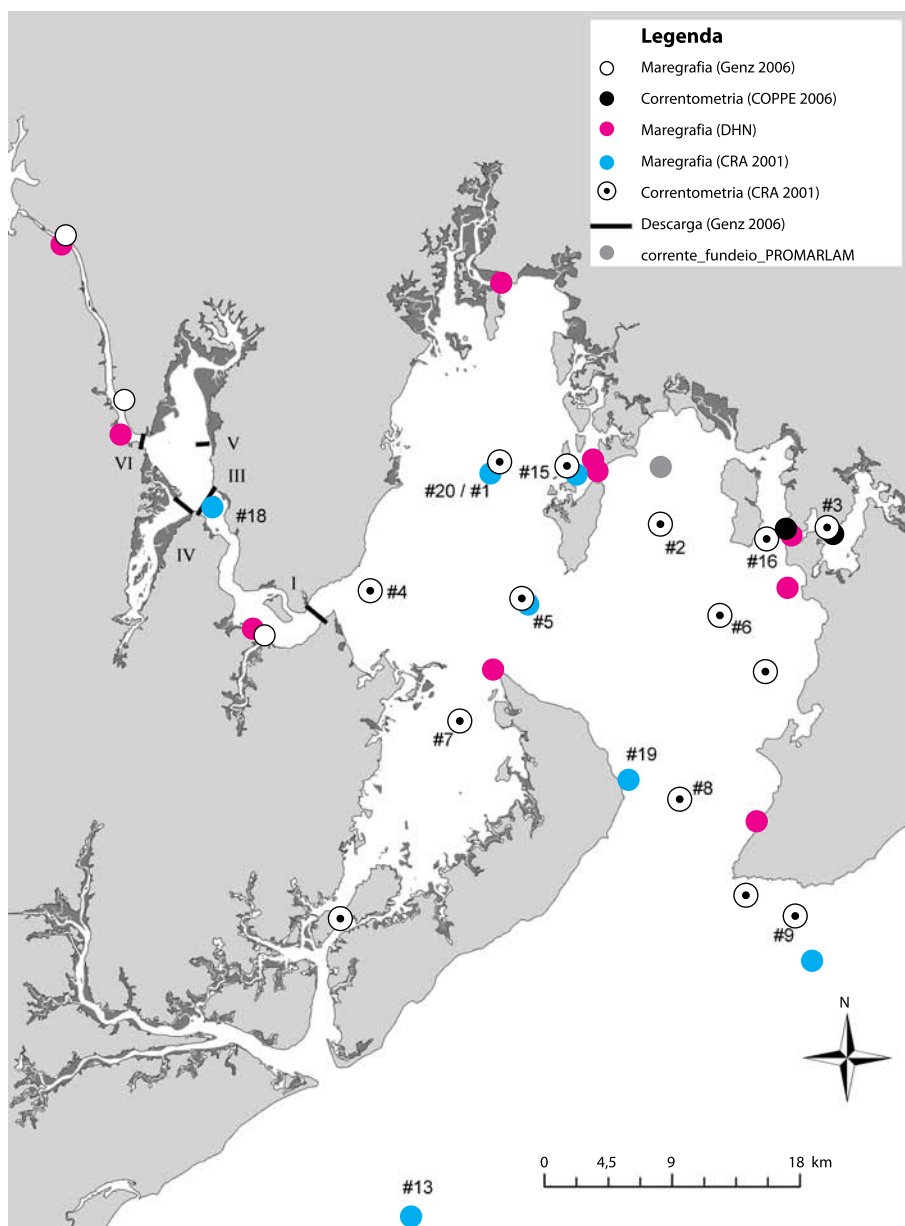 Legenda
Maregrafia (Genz 2006)
Correntometria (COPPE 2006)
Maregrafia (DHN)
Maregrafia (CRA 2001)
Correntometria (CRA 2001)
Descarga (Genz 2006)
corrente_fundeio_PROMARLAM
V
VI
III
#20 / #1
#15
#3
#18
#2
#16
IV
I
#4
#5
#6
#7
#19
#8
#9
N
0 4,5 9 18 km
#13